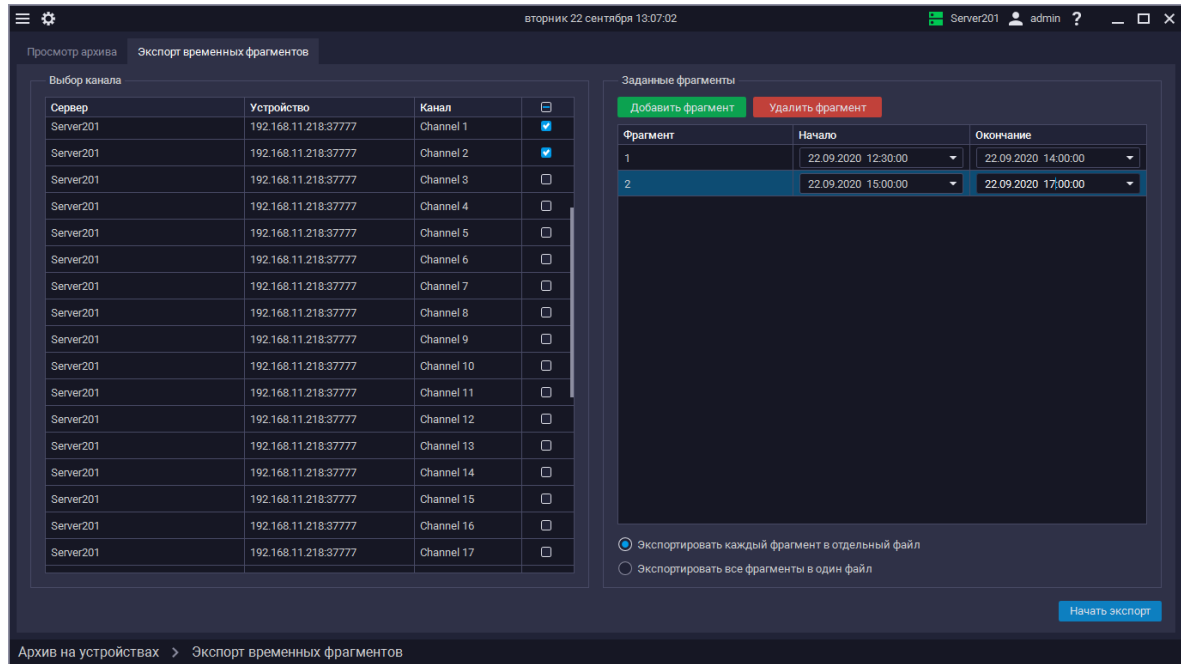 вторник 22 сентября 13:07:02
Server201 admin ?
Просмотр архива Экспорт временных фрагментов
Выбор канала
Сервер Устройство Канал
Server201 192.168.11.218:37777 Channel 1
Server201 192.168.11.218:37777 Channel 2
Server201 192.168.11.218:37777 Channel 3
Server201 192.168.11.218:37777 Channel 4
Server201 192.168.11.218:37777 Channel 5
Server201 192.168.11.218:37777 Channel 6
Server201 192.168.11.218:37777 Channel 7
Server201 192.168.11.218:37777 Channel 8
Server201 192.168.11.218:37777 Channel 9
Server201 192.168.11.218:37777 Channel 10
Server201 192.168.11.218:37777 Channel 11
Server201 192.168.11.218:37777 Channel 12
Server201 192.168.11.218:37777 Channel 13
Server201 192.168.11.218:37777 Channel 14
Server201 192.168.11.218:37777 Channel 15
Server201 192.168.11.218:37777 Channel 16
Server201 192.168.11.218:37777 Channel 17
Заданные фрагменты
Добавить фрагмент Удалить фрагмент
Фрагмент Начало Окончание
1 22.09.2020 12:30:00 22.09.2020 14:00:00
2 22.09.2020 15:00:00 22.09.2020 17:00:00
Экспортировать каждый фрагмент в отдельный файл
Экспортировать все фрагменты в один файл
Начать экспорт
Архив на устройствах > Экспорт временных фрагментов